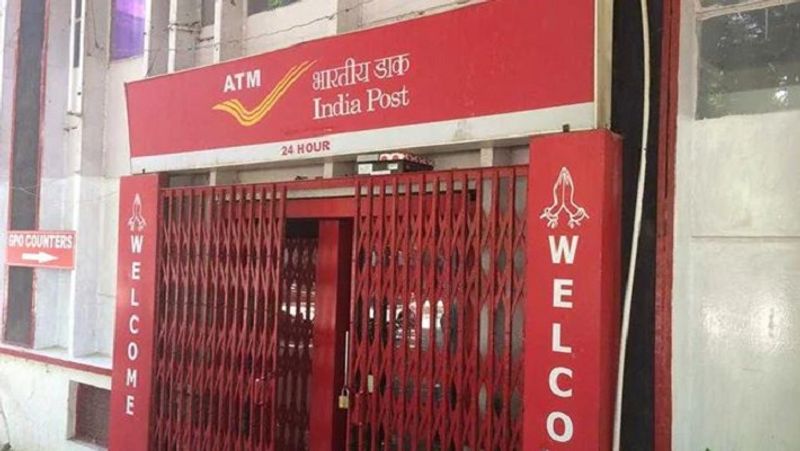 ATM
भारतीय डाक
India Post
24 HOUR
GPO COUNTERS
WELCOME
WELCO